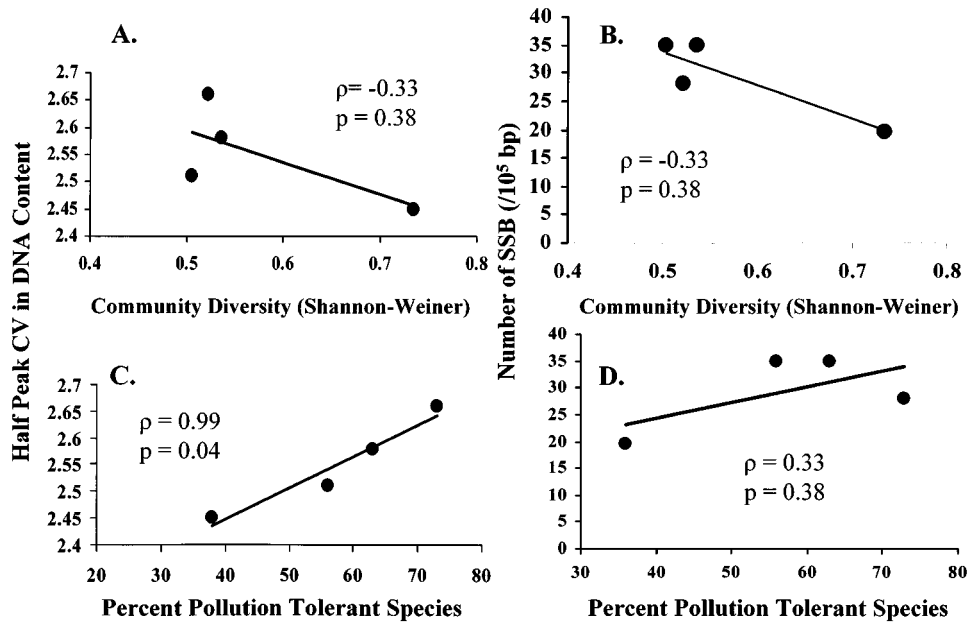 A.
2.7
2.65
2.6
2.55
2.5
2.45
2.4
ρ= -0.33
p = 0.38
0.4 0.5 0.6 0.7 0.8
Community Diversity (Shannon-Weiner)
Half Peak CV in DNA Content
B.
40
35
30
25
20
15
10
5
0
ρ = -0.33
p = 0.38
0.4 0.5 0.6 0.7 0.8
Community Diversity (Shannon-Weiner)
Number of SSB (/10⁵ bp)
C.
2.7
2.65
2.6
2.55
2.5
2.45
2.4
ρ = 0.99
p = 0.04
20 30 40 50 60 70 80
Percent Pollution Tolerant Species
D.
40
35
30
25
20
15
10
5
0
ρ = 0.33
p = 0.38
30 40 50 60 70 80
Percent Pollution Tolerant Species